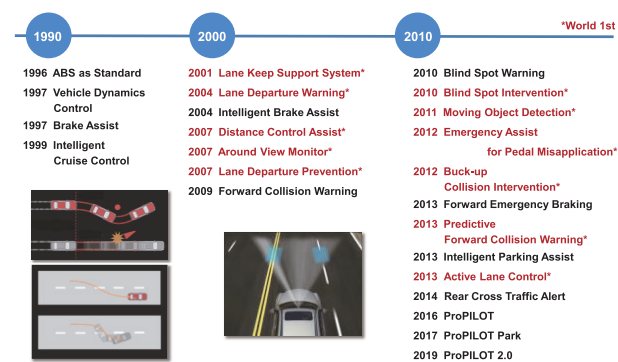 *World 1st
1990
1996 ABS as Standard
1997 Vehicle Dynamics
Control
1997 Brake Assist
1999 Intelligent
Cruise Control
2000
2001 Lane Keep Support System*
2004 Lane Departure Warning*
2004 Intelligent Brake Assist
2007 Distance Control Assist*
2007 Around View Monitor*
2007 Lane Departure Prevention*
2009 Forward Collision Warning
2010
2010 Blind Spot Warning
2010 Blind Spot Intervention*
2011 Moving Object Detection*
2012 Emergency Assist
for Pedal Misapplication*
2012 Buck-up
Collision Intervention*
2013 Forward Emergency Braking
2013 Predictive
Forward Collision Warning*
2013 Intelligent Parking Assist
2013 Active Lane Control*
2014 Rear Cross Traffic Alert
2016 ProPILOT
2017 ProPILOT Park
2019 ProPILOT 2.0